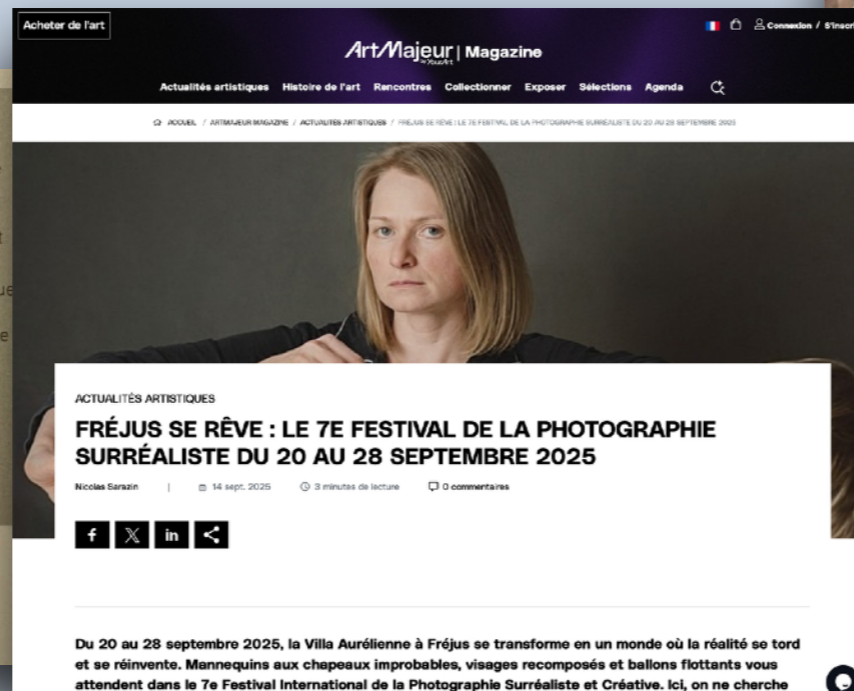 Acheter de l'art
Connexion / S'inscri
ArtMajeur | Magazine
by YourArt
Actualités artistiques Histoire de l'art Rencontres Collectionner Exposer Sélections Agenda
ACCUEIL / ARTMAJEUR MAGAZINE / ACTUALITÉS ARTISTIQUES / FRÉJUS SE RÊVE : LE 7E FESTIVAL DE LA PHOTOGRAPHIE SURRÉALISTE DU 20 AU 28 SEPTEMBRE 2025
ACTUALITÉS ARTISTIQUES
FRÉJUS SE RÊVE : LE 7E FESTIVAL DE LA PHOTOGRAPHIE
SURRÉALISTE DU 20 AU 28 SEPTEMBRE 2025
Nicolas Sarazin | 14 sept. 2025 3 minutes de lecture 0 commentaires
Du 20 au 28 septembre 2025, la Villa Aurélienne à Fréjus se transforme en un monde où la réalité se tord
et se réinvente. Mannequins aux chapeaux improbables, visages recomposés et ballons flottants vous
attendent dans le 7e Festival International de la Photographie Surréaliste et Créative. Ici, on ne cherche